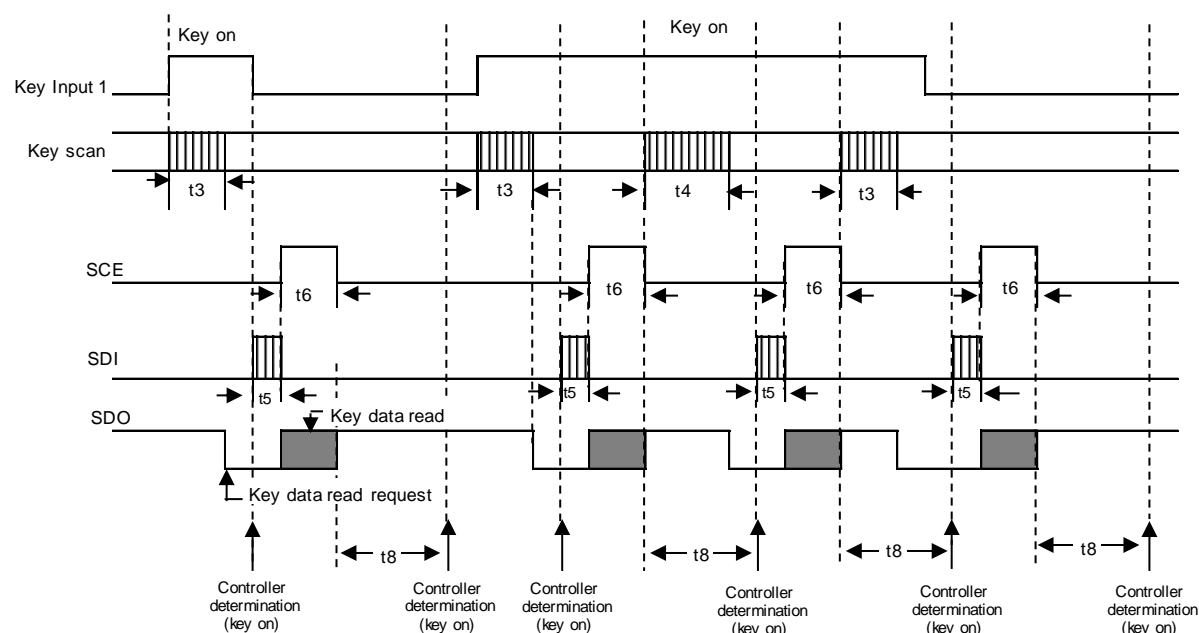 Key on
Key on
Key Input 1
Key scan
t3
t3
t4
t3
SCE
t6
t6
t6
t6
SDI
t5
t5
t5
t5
SDO
Key data read
Key data read request
t8
t8
t8
t8
Controller
determination
(key on)
Controller
determination
(key on)
Controller
determination
(key on)
Controller
determination
(key on)
Controller
determination
(key on)
Controller
determination
(key on)